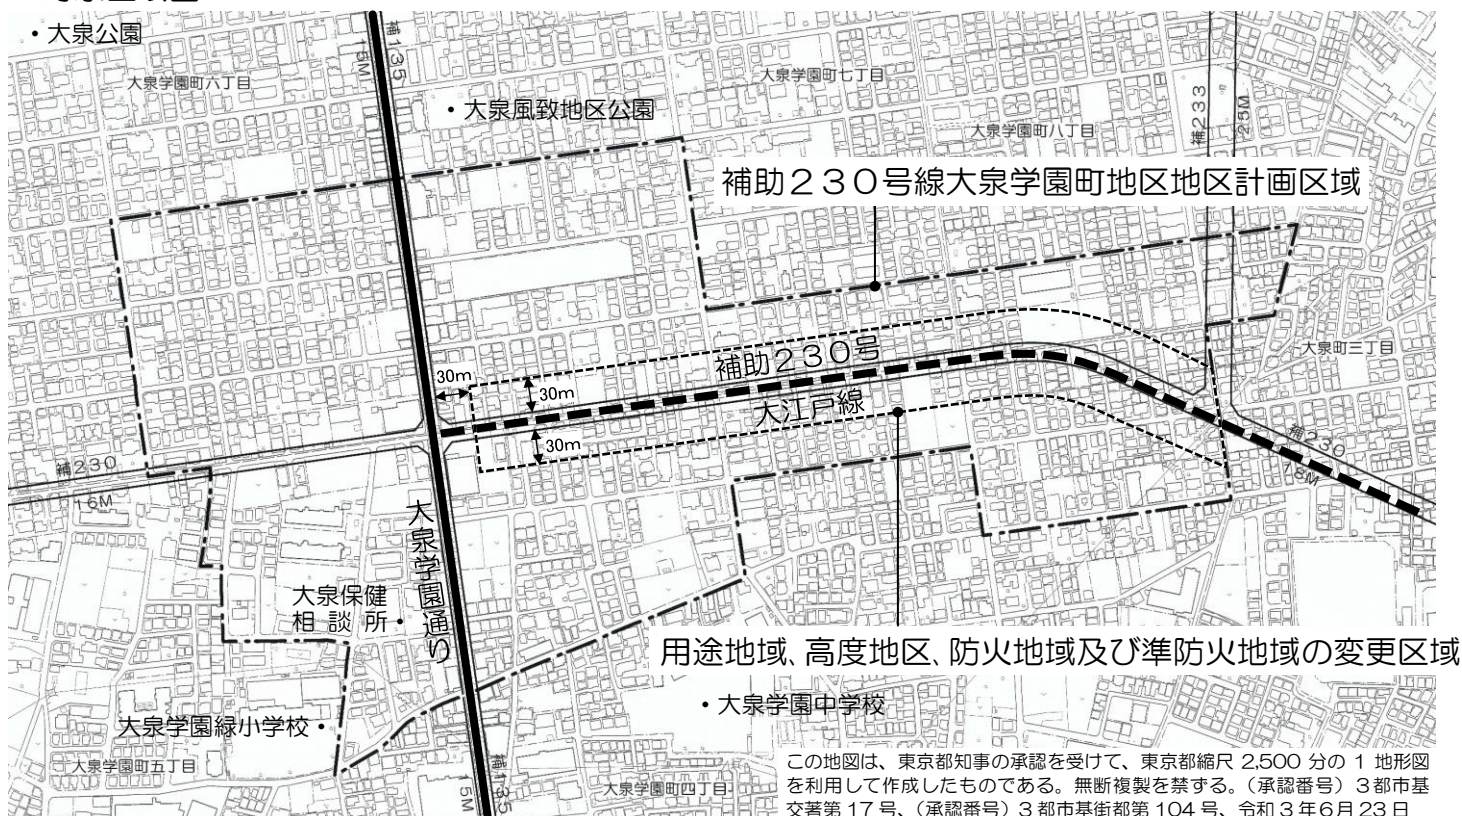 ・大泉公園
補135
15M
大泉学園町六丁目
大泉学園町七丁目
・大泉風致地区公園
補233
25M
大泉学園町八丁目
補助230号線大泉学園町地区地区計画区域
補助230号
大泉町三丁目
30m
30m
大江戸線
30m
補230
16M
補230
18M
大泉学園通り
大泉保健
相談所・
用途地域、高度地区、防火地域及び準防火地域の変更区域
・大泉学園中学校
大泉学園緑小学校・
大泉学園町五丁目
補135
15M
大泉学園町四丁目
この地図は、東京都知事の承認を受けて、東京都縮尺 2,500 分の 1 地形図
を利用して作成したものである。無断複製を禁ずる。（承認番号）3都市基
交著第 17 号、（承認番号）3 都市基街都第 104 号、令和 3 年 6 月 23 日